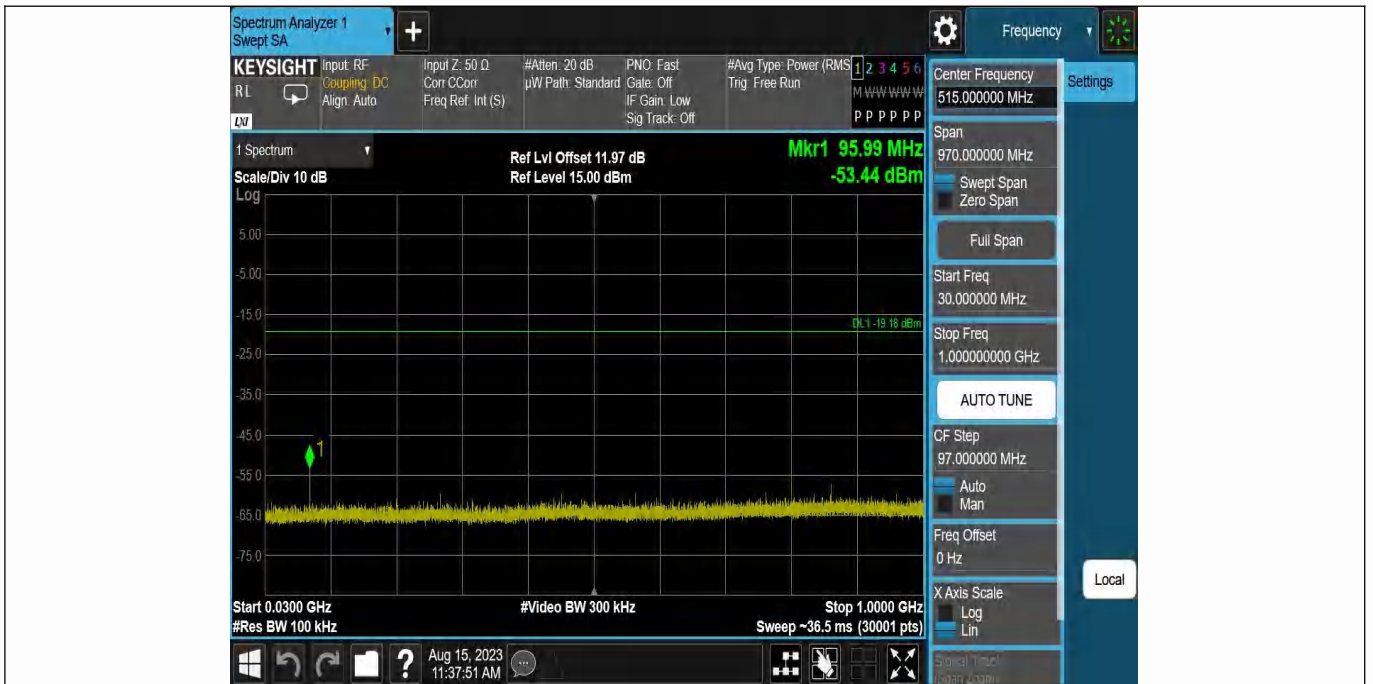 Spectrum Analyzer 1
Swept SA
+
Frequency
KEYSIGHT
RL
LXI
Input: RF
Coupling: DC
Align: Auto
Input Z: 50 Ω
Corr CCorr
Freq Ref: Int (S)
#Atten: 20 dB
µW Path: Standard
PNO: Fast
Gate: Off
IF Gain: Low
Sig Track: Off
#Avg Type: Power (RMS
Trig: Free Run
1 2 3 4 5 6
M W W W W W
P P P P P P
1 Spectrum
Scale/Div 10 dB
Ref Lvl Offset 11.97 dB
Ref Level 15.00 dBm
Mkr1 95.99 MHz
-53.44 dBm
Log
5.00
-5.00
-15.0
DL1 -19.18 dBm
-25.0
-35.0
-45.0
1
-55.0
-65.0
-75.0
Start 0.0300 GHz
#Video BW 300 kHz
Stop 1.0000 GHz
#Res BW 100 kHz
Sweep ~36.5 ms (30001 pts)
?
Aug 15, 2023
11:37:51 AM
Center Frequency
515.000000 MHz
Settings
Span
970.000000 MHz
Swept Span
Zero Span
Full Span
Start Freq
30.000000 MHz
Stop Freq
1.000000000 GHz
AUTO TUNE
CF Step
97.000000 MHz
Auto
Man
Freq Offset
0 Hz
X Axis Scale
Log
Lin
Local
Signal Track
(Span Zoom)